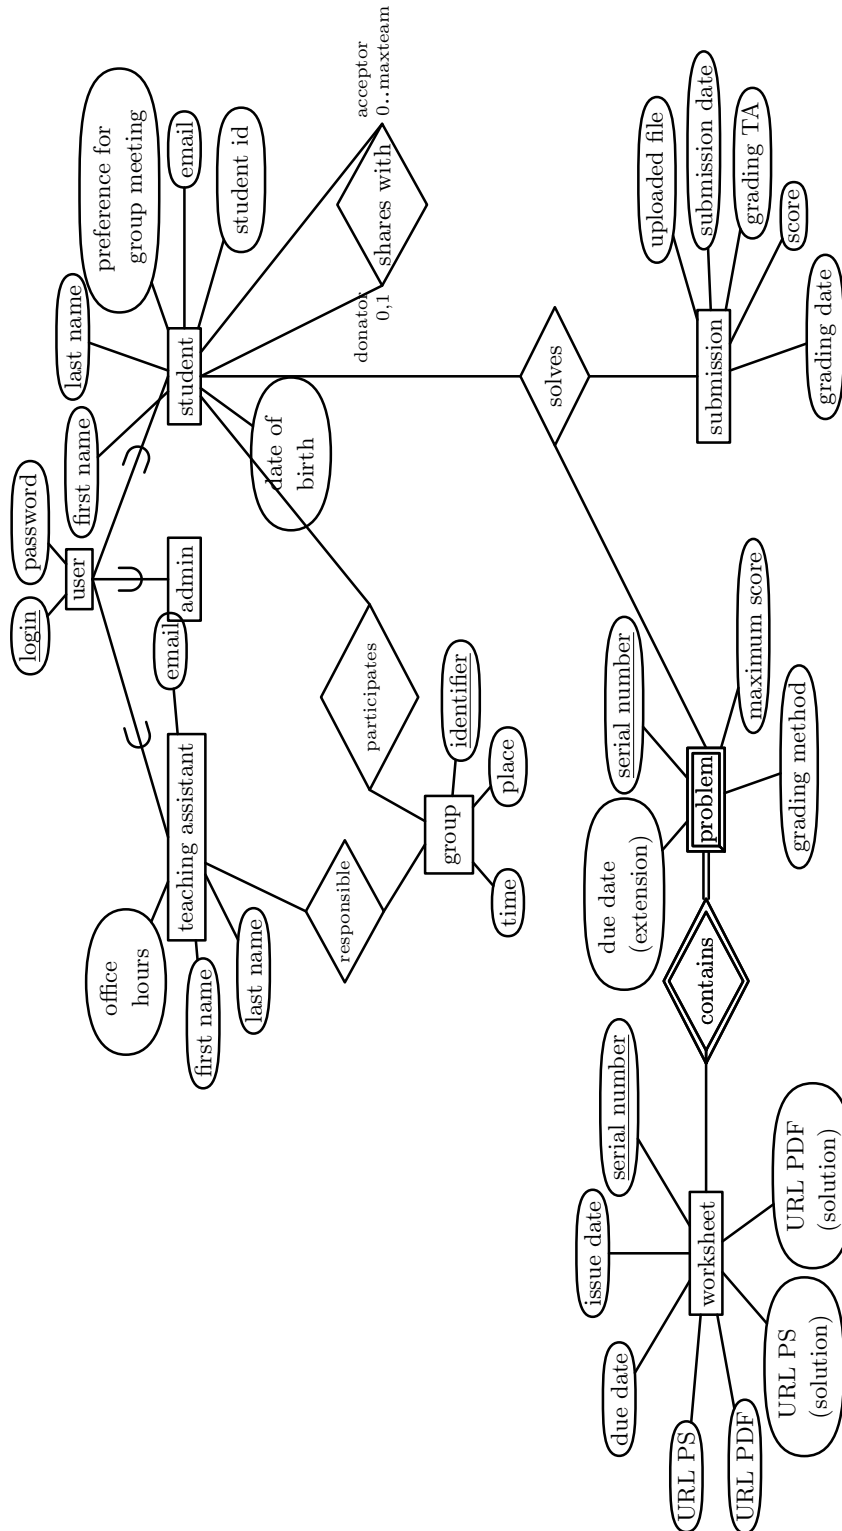 login
password
user
first name
last name
preference for
group meeting
email
student id
student
date of
birth
admin
email
teaching assistant
office
hours
first name
last name
acceptor
0..maxteam
shares with
donator
0,1
participates
responsible
identifier
group
place
time
solves
uploaded file
submission date
grading TA
score
grading date
submission
serial number
due date
(extension)
problem
maximum score
grading method
contains
serial number
issue date
due date
worksheet
URL PS
URL PDF
URL PS
(solution)
URL PDF
(solution)